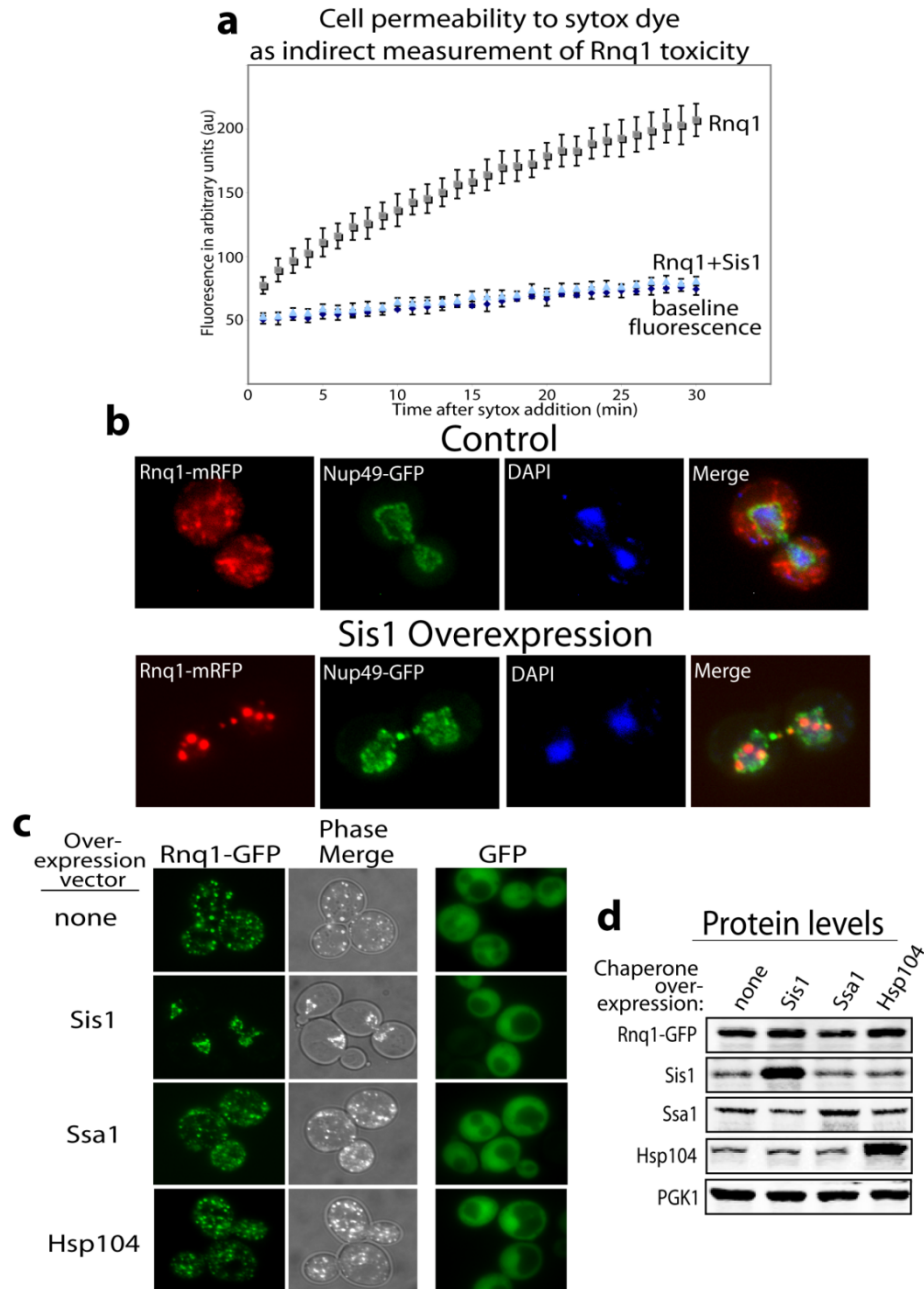 a
Cell permeability to sytox dye
as indirect measurement of Rnq1 toxicity
Fluoresence in arbitrary units (au)
200
150
100
50
Rnq1
Rnq1+Sis1
baseline
fluorescence
5
10
15
20
25
30
Time after sytox addition (min)
b
Control
Rnq1-mRFP
Nup49-GFP
DAPI
Merge
Sis1 Overexpression
Rnq1-mRFP
Nup49-GFP
DAPI
Merge
c
Over-
expression
vector
Rnq1-GFP
Phase
Merge
GFP
none
Sis1
Ssa1
Hsp104
d
Protein levels
Chaperone
over-
expression:
none
Sis1
Ssa1
Hsp104
Rnq1-GFP
Sis1
Ssa1
Hsp104
PGK1